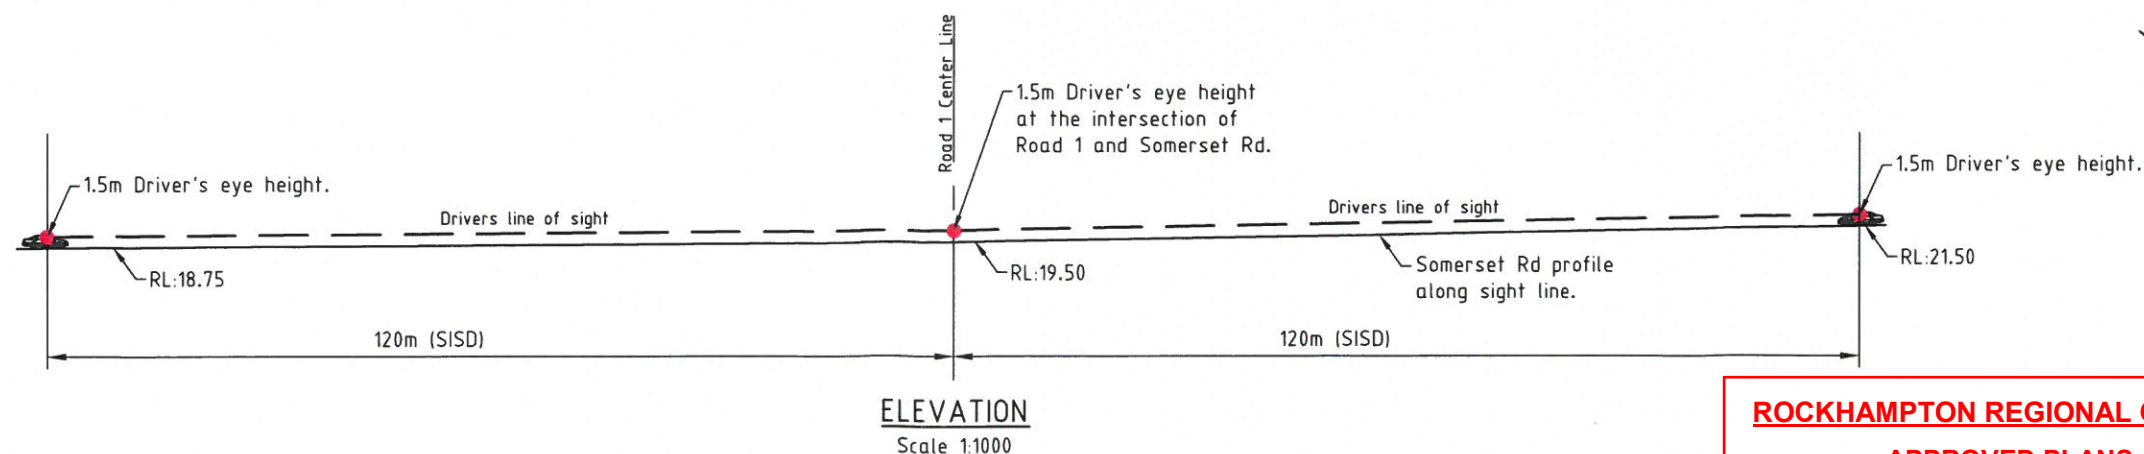 Road 1 Center Line
1.5m Driver's eye height
at the intersection of
Road 1 and Somerset Rd.
1.5m Driver's eye height.
1.5m Driver's eye height.
Drivers line of sight
Drivers line of sight
RL:18.75
RL:19.50
Somerset Rd profile
along sight line.
RL:21.50
120m (SISD)
120m (SISD)
ELEVATION
Scale 1:1000
ROCKHAMPTON REGIONAL
APPROVED PLANS